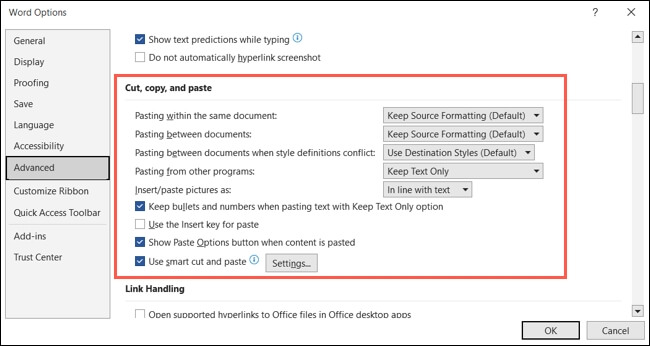 Word Options
?
General
Display
Proofing
Save
Language
Accessibility
Advanced
Customize Ribbon
Quick Access Toolbar
Add-ins
Trust Center
Show text predictions while typing
Do not automatically hyperlink screenshot
Cut, copy, and paste
Pasting within the same document: Keep Source Formatting (Default)
Pasting between documents: Keep Source Formatting (Default)
Pasting between documents when style definitions conflict: Use Destination Styles (Default)
Pasting from other programs: Keep Text Only
Insert/paste pictures as: In line with text
Keep bullets and numbers when pasting text with Keep Text Only option
Use the Insert key for paste
Show Paste Options button when content is pasted
Use smart cut and paste Settings...
Link Handling
Open supported hyperlinks to Office files in Office desktop apps
OK Cancel